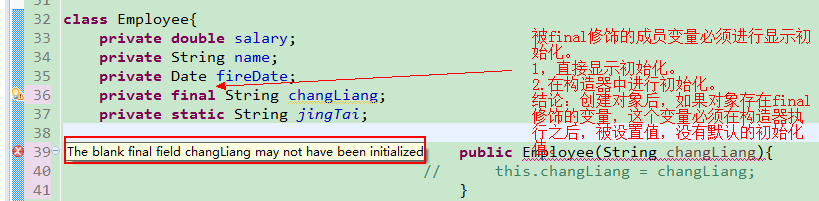 32 class Employee{
33 private double salary;
34 private String name;
35 private Date fireDate;
36 private final String changLiang;
37 private static String jingTai;
38
39 public Employee(String changLiang){
The blank final field changLiang may not have been initialized
40 // this.changLiang = changLiang;
41 }
被final修饰的成员变量必须进行显示
初始化。
1，直接显示初始化。
2.在构造器中进行初始化。
结论：创建对象后，如果对象存在final
修饰的变量，这个变量必须在构造器执
行之后，被设置值，没有默认的初始化
值。